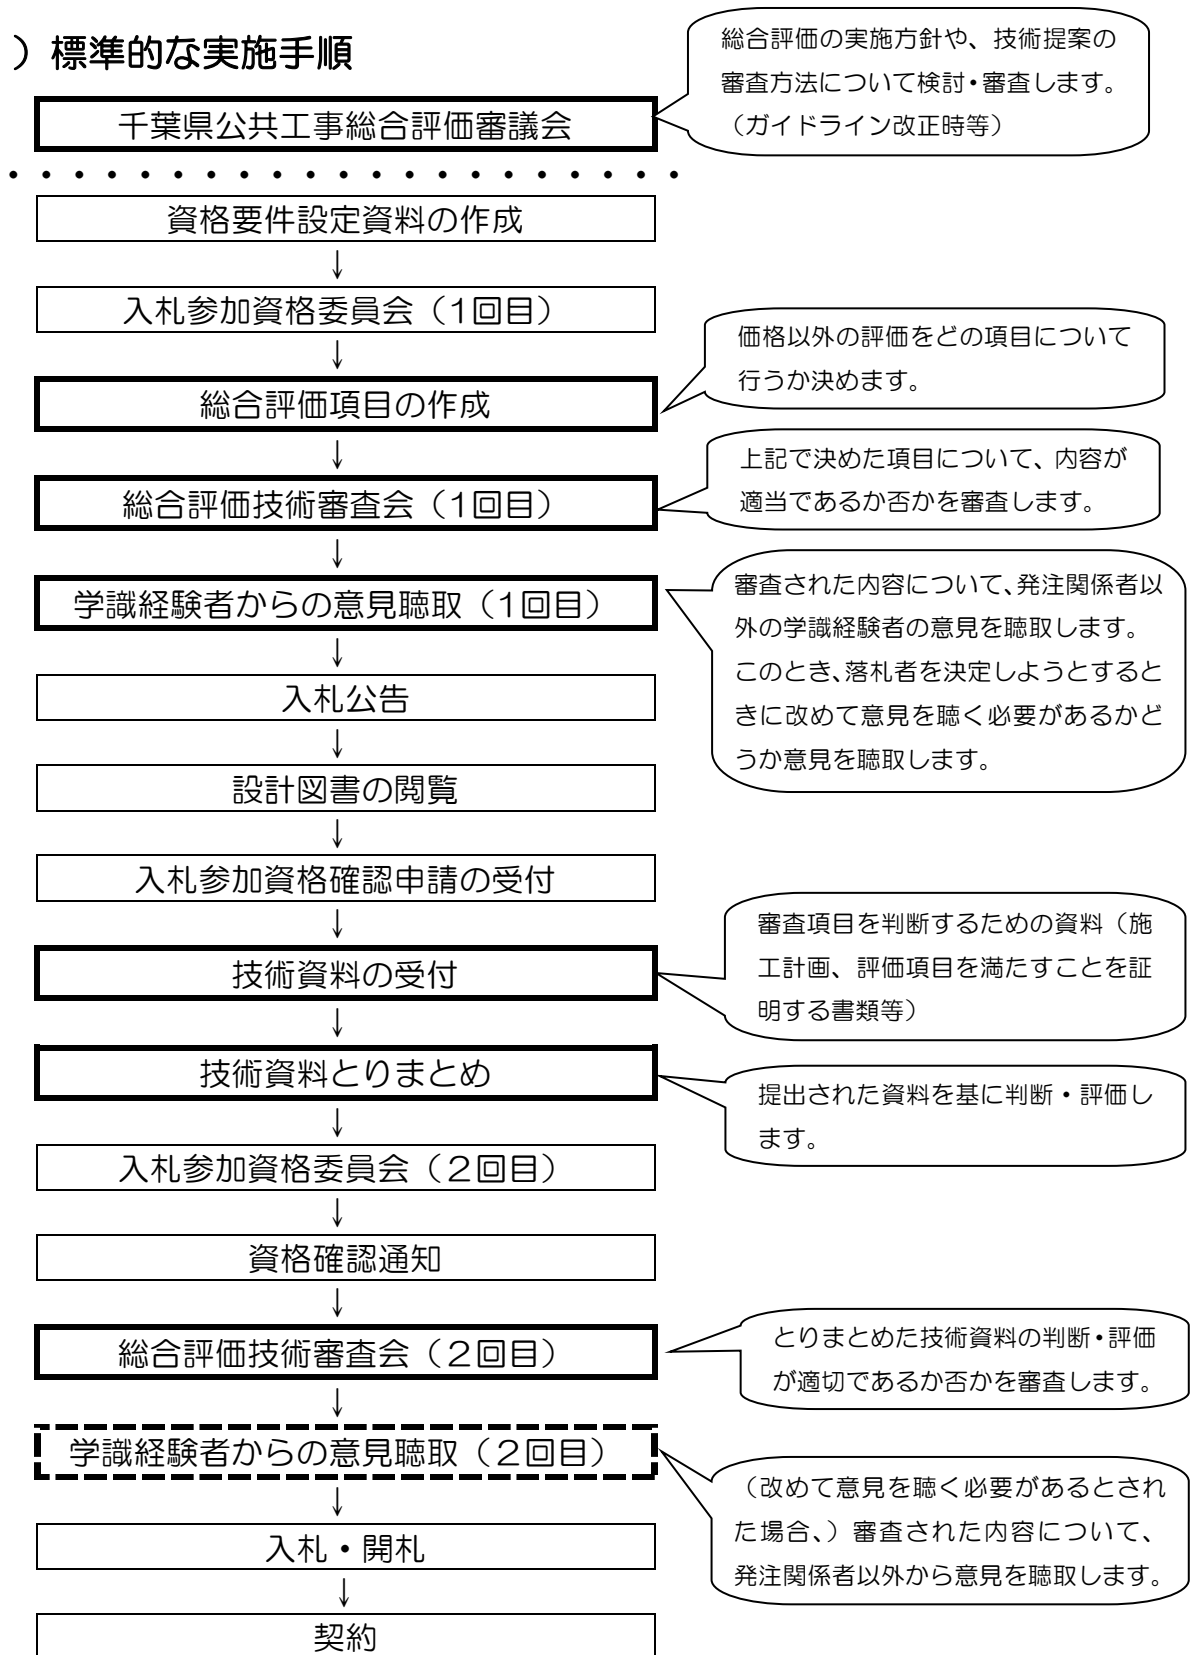 ）標準的な実施手順
総合評価の実施方針や、技術提案の
審査方法について検討・審査します。
（ガイドライン改正時等）
千葉県公共工事総合評価審議会
・・・・・・・・・・・・・・・・・・・・・
資格要件設定資料の作成
↓
入札参加資格委員会（1回目）
↓
価格以外の評価をどの項目について
行うか決めます。
総合評価項目の作成
↓
上記で決めた項目について、内容が
適当であるか否かを審査します。
総合評価技術審査会（1回目）
↓
学識経験者からの意見聴取（1回目）
審査された内容について、発注関係者以
外の学識経験者の意見を聴取します。
このとき、落札者を決定しようとすると
きに改めて意見を聴く必要があるかど
うか意見を聴取します。
↓
入札公告
↓
設計図書の閲覧
↓
入札参加資格確認申請の受付
↓
技術資料の受付
審査項目を判断するための資料（施
工計画、評価項目を満たすことを証
明する書類等）
↓
技術資料とりまとめ
提出された資料を基に判断・評価し
ます。
↓
入札参加資格委員会（２回目）
↓
資格確認通知
↓
総合評価技術審査会（２回目）
とりまとめた技術資料の判断・評価
が適切であるか否かを審査します。
↓
学識経験者からの意見聴取（２回目）
（改めて意見を聴く必要があるとされ
た場合、）審査された内容について、
発注関係者以外から意見を聴取します。
↓
入札・開札
↓
契約